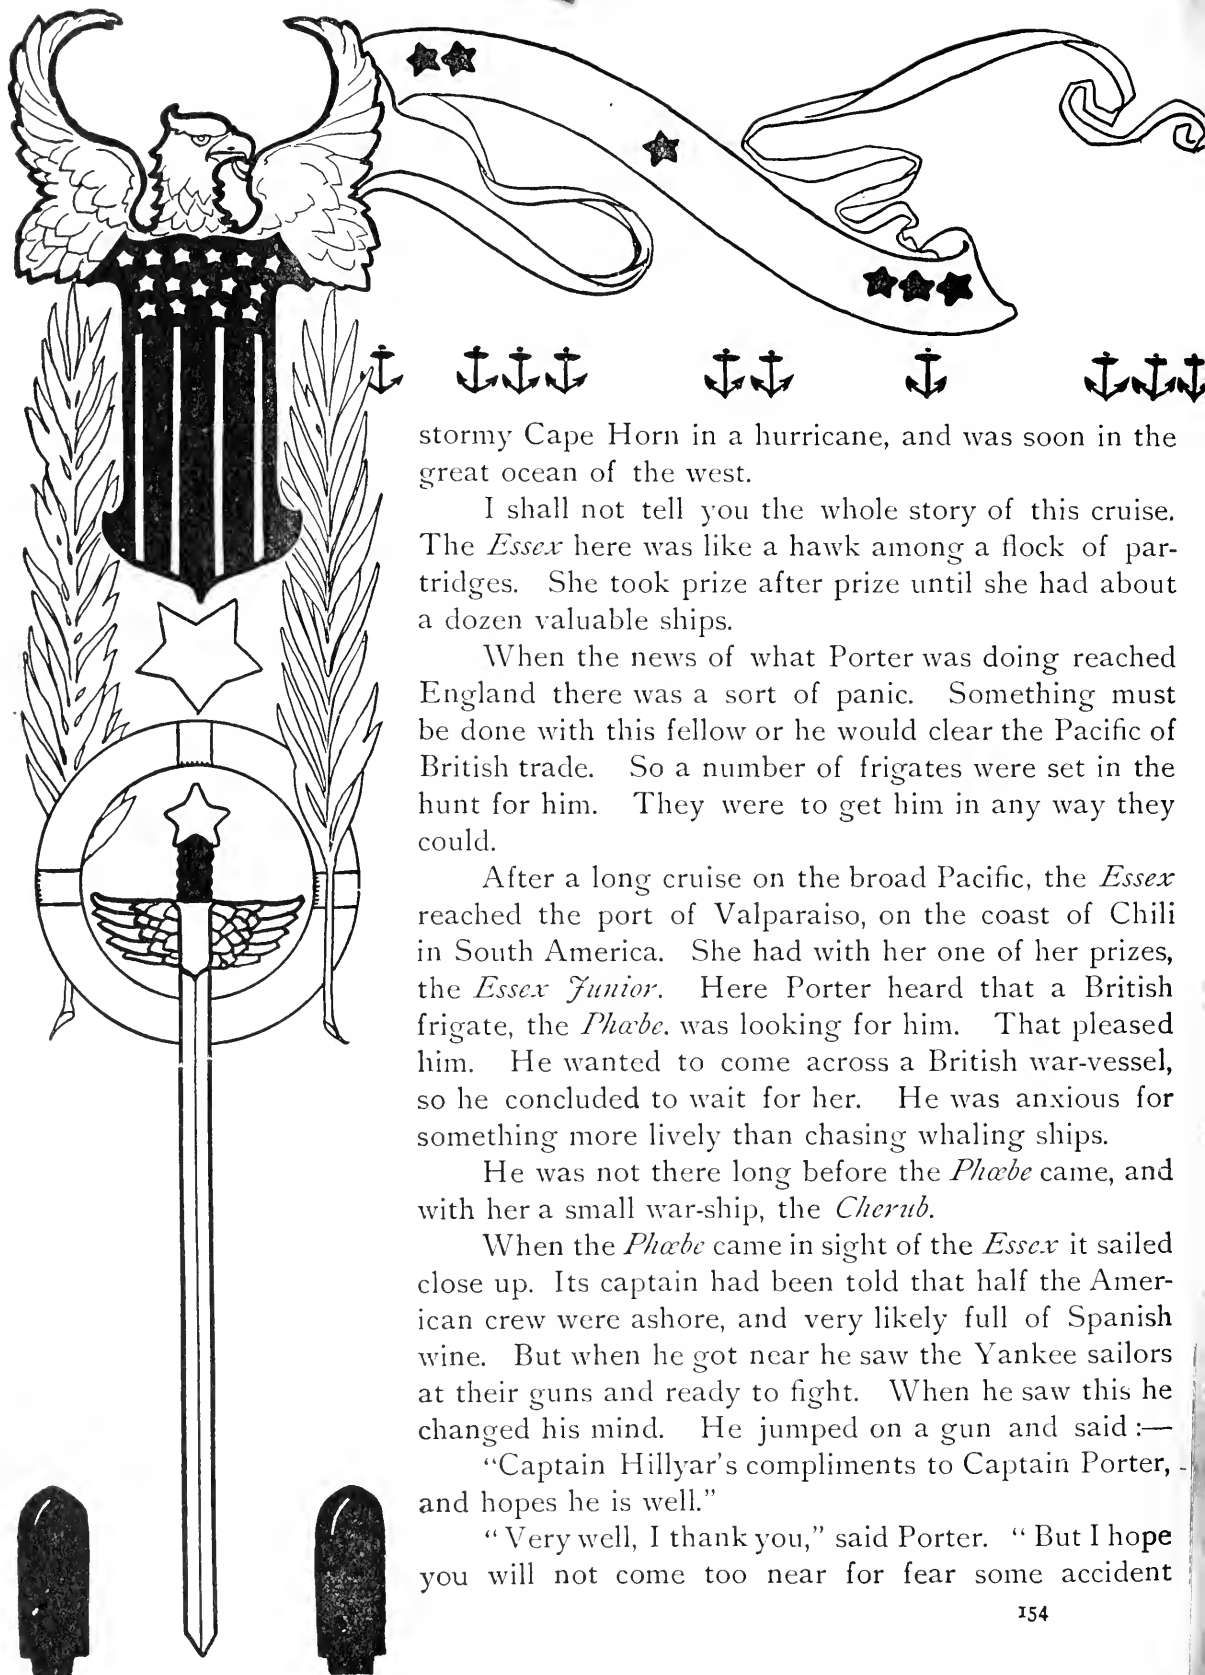 stormy Cape Horn in a hurricane, and was soon in the
great ocean of the west.
I shall not tell you the whole story of this cruise.
The Essex here was like a hawk among a flock of par-
tridges. She took prize after prize until she had about
a dozen valuable ships.
When the news of what Porter was doing reached
England there was a sort of panic. Something must
be done with this fellow or he would clear the Pacific of
British trade. So a number of frigates were set in the
hunt for him. They were to get him in any way they
could.
After a long cruise on the broad Pacific, the Essex
reached the port of Valparaiso, on the coast of Chili
in South America. She had with her one of her prizes,
the Essex Junior. Here Porter heard that a British
frigate, the Phœbe. was looking for him. That pleased
him. He wanted to come across a British war-vessel,
so he concluded to wait for her. He was anxious for
something more lively than chasing whaling ships.
He was not there long before the Phœbe came, and
with her a small war-ship, the Cherub.
When the Phœbe came in sight of the Essex it sailed
close up. Its captain had been told that half the Amer-
ican crew were ashore, and very likely full of Spanish
wine. But when he got near he saw the Yankee sailors
at their guns and ready to fight. When he saw this he
changed his mind. He jumped on a gun and said :—
“Captain Hillyar's compliments to Captain Porter,
and hopes he is well.”
“Very well, I thank you,” said Porter. “But I hope
you will not come too near for fear some accident
154